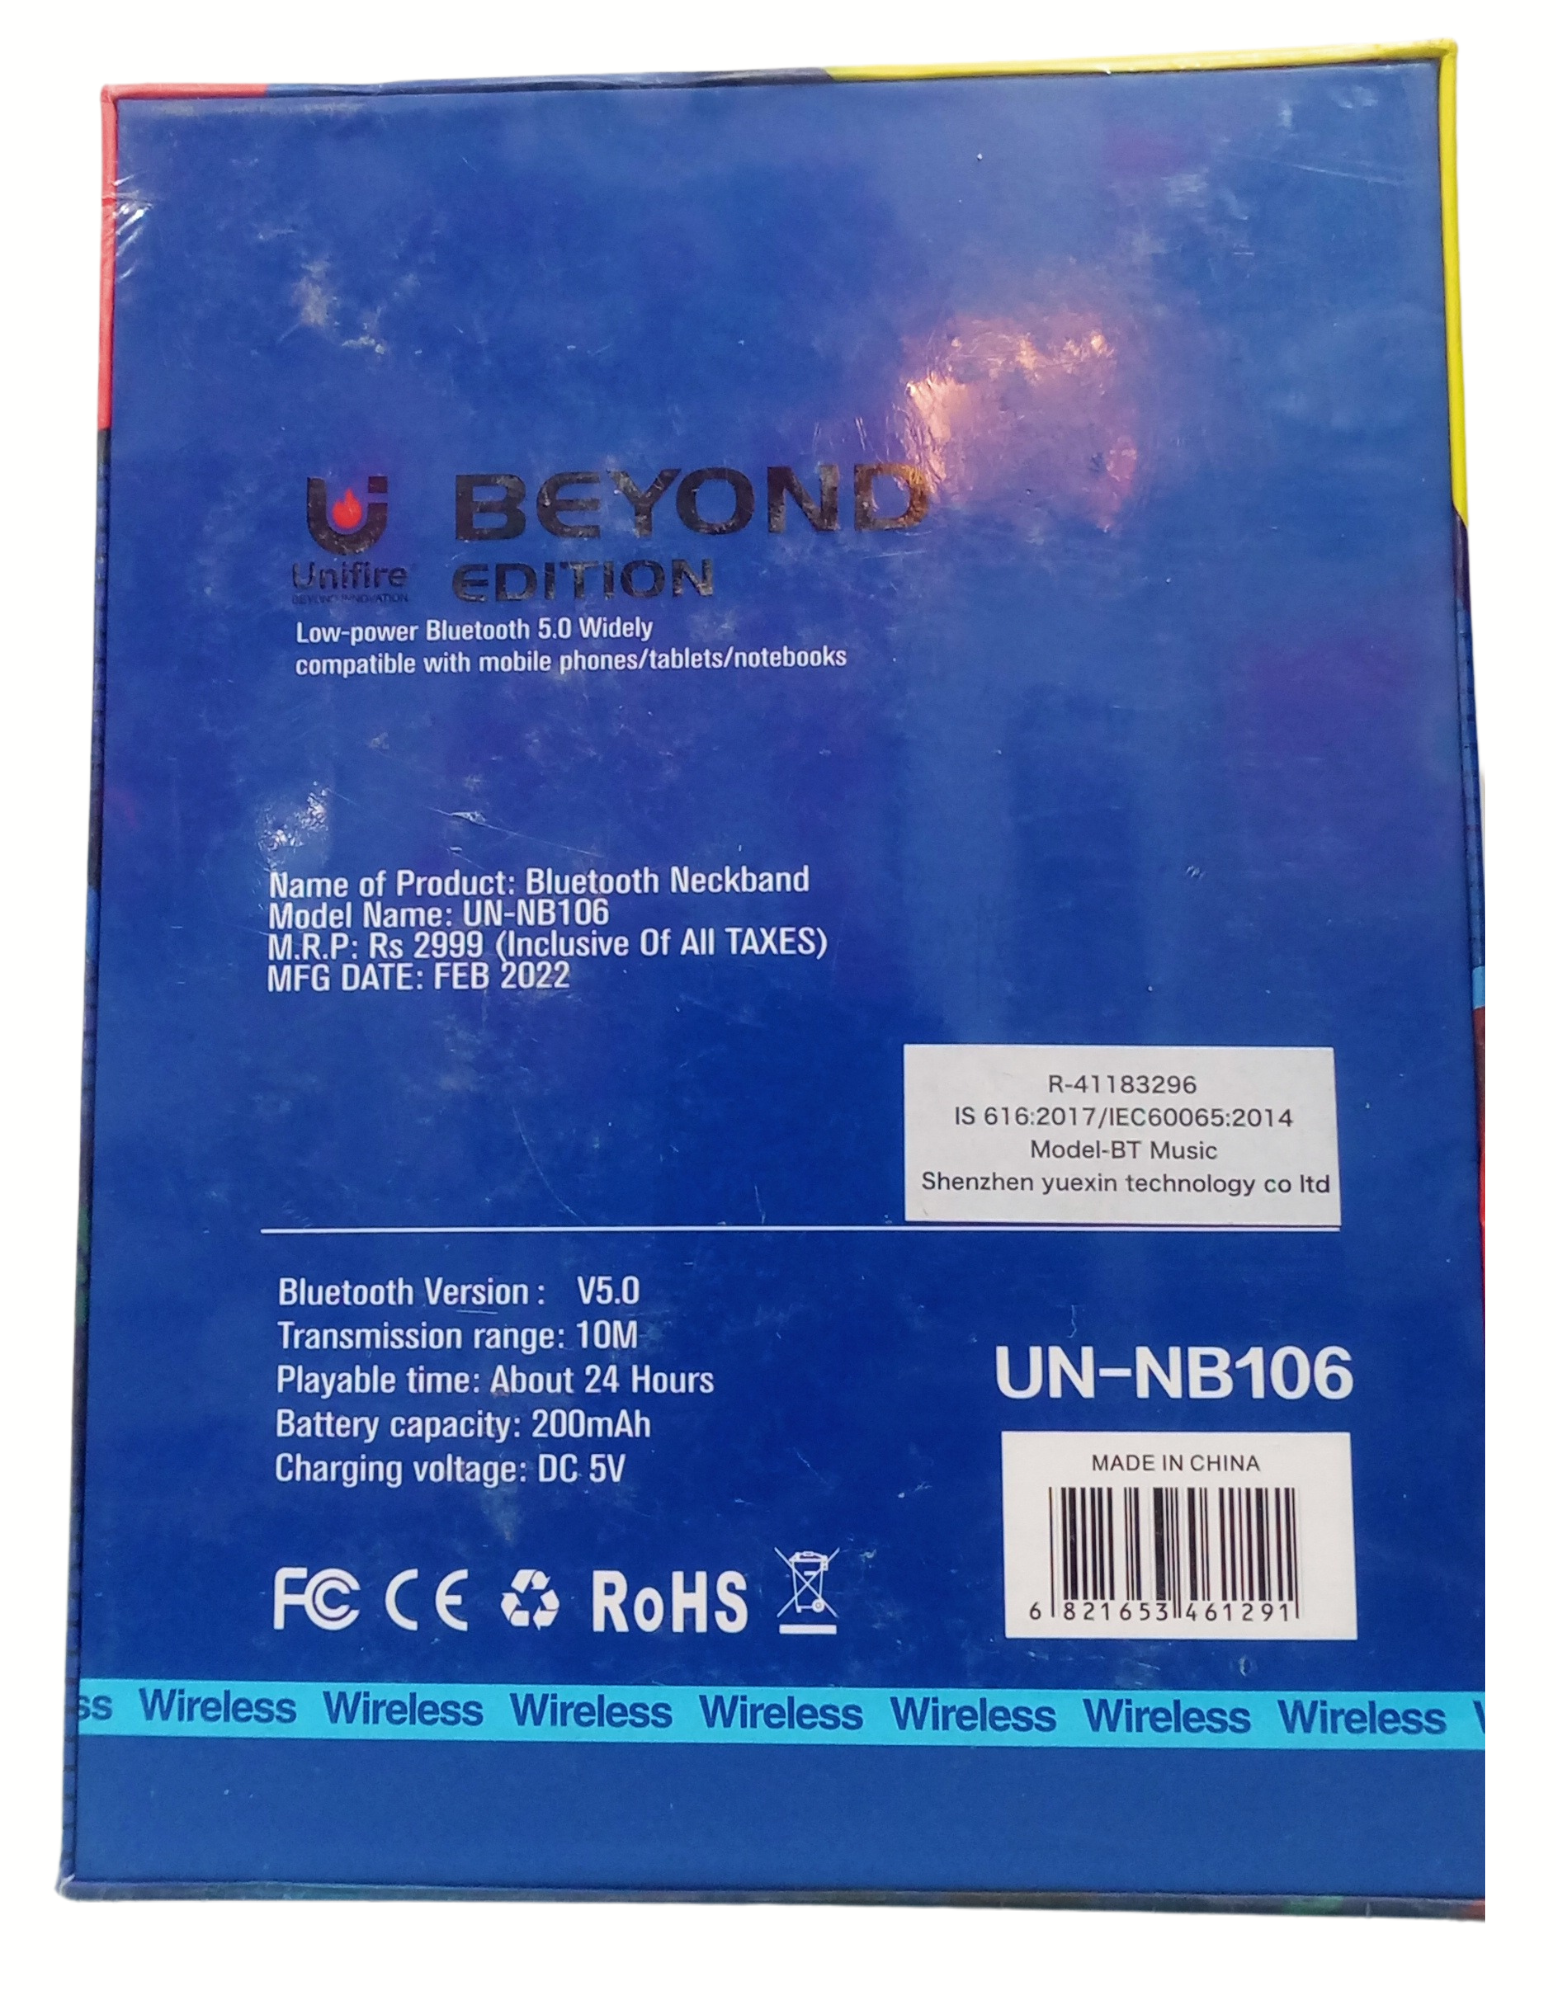 BEYOND
EDITION
Unifire
BEYOND INNOVATION
Low-power Bluetooth 5.0 Widely
compatible with mobile phones/tablets/notebooks
Name of Product: Bluetooth Neckband
Model Name: UN-NB106
M.R.P: Rs 2999 (Inclusive Of All TAXES)
MFG DATE: FEB 2022
R-41183296
IS 616:2017/IEC60065:2014
Model-BT Music
Shenzhen yuexin technology co ltd
Bluetooth Version : V5.0
Transmission range: 10M
Playable time: About 24 Hours
Battery capacity: 200mAh
Charging voltage: DC 5V
UN-NB106
MADE IN CHINA
6 821653 461291
FC CE RoHS
ss Wireless Wireless Wireless Wireless Wireless Wireless Wireless